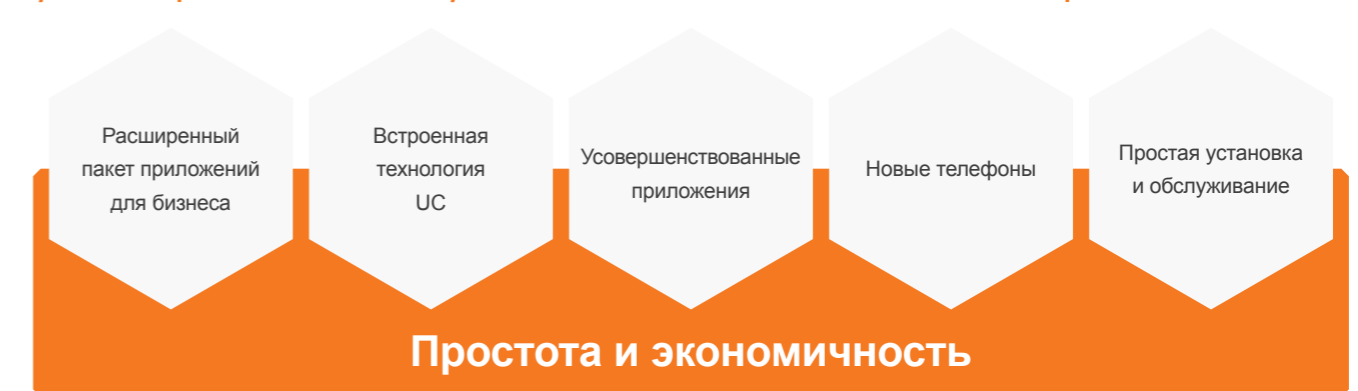 Расширенный
пакет приложений
для бизнеса
Встроенная
технология
UC
Усовершенствованные
приложения
Новые телефоны
Простая установка
и обслуживание
Простота и экономичность